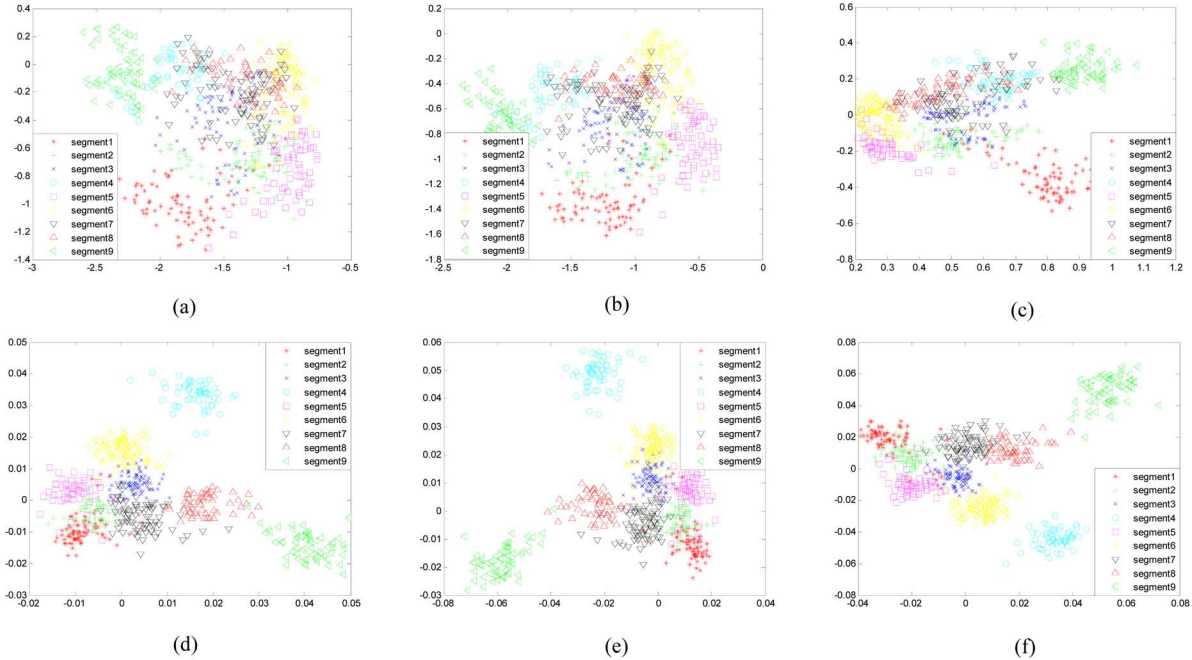 0.4
0.2
0
-0.2
-0.4
-0.6
-0.8
-1
-1.2
-1.4
segment1
segment2
segment3
segment4
segment5
segment6
segment7
segment8
segment9
-3 -2.5 -2 -1.5 -1 -0.5
(a)
0.2
0
-0.2
-0.4
-0.6
-0.8
-1
-1.2
-1.4
-1.6
-1.8
segment1
segment2
segment3
segment4
segment5
segment6
segment7
segment8
segment9
-2.5 -2 -1.5 -1 -0.5 0
(b)
0.6
0.4
0.2
0
-0.2
-0.4
-0.6
-0.8
segment1
segment2
segment3
segment4
segment5
segment6
segment7
segment8
segment9
0.2 0.3 0.4 0.5 0.6 0.7 0.8 0.9 1 1.1 1.2
(c)
0.05
0.04
0.03
0.02
0.01
0
-0.01
-0.02
-0.03
segment1
segment2
segment3
segment4
segment5
segment6
segment7
segment8
segment9
-0.02 -0.01 0 0.01 0.02 0.03 0.04 0.05
(d)
0.06
0.05
0.04
0.03
0.02
0.01
0
-0.01
-0.02
-0.03
segment1
segment2
segment3
segment4
segment5
segment6
segment7
segment8
segment9
-0.08 -0.06 -0.04 -0.02 0 0.02 0.04
(e)
0.08
0.06
0.04
0.02
0
-0.02
-0.04
-0.06
-0.08
segment1
segment2
segment3
segment4
segment5
segment6
segment7
segment8
segment9
-0.04 -0.02 0 0.02 0.04 0.06 0.08
(f)